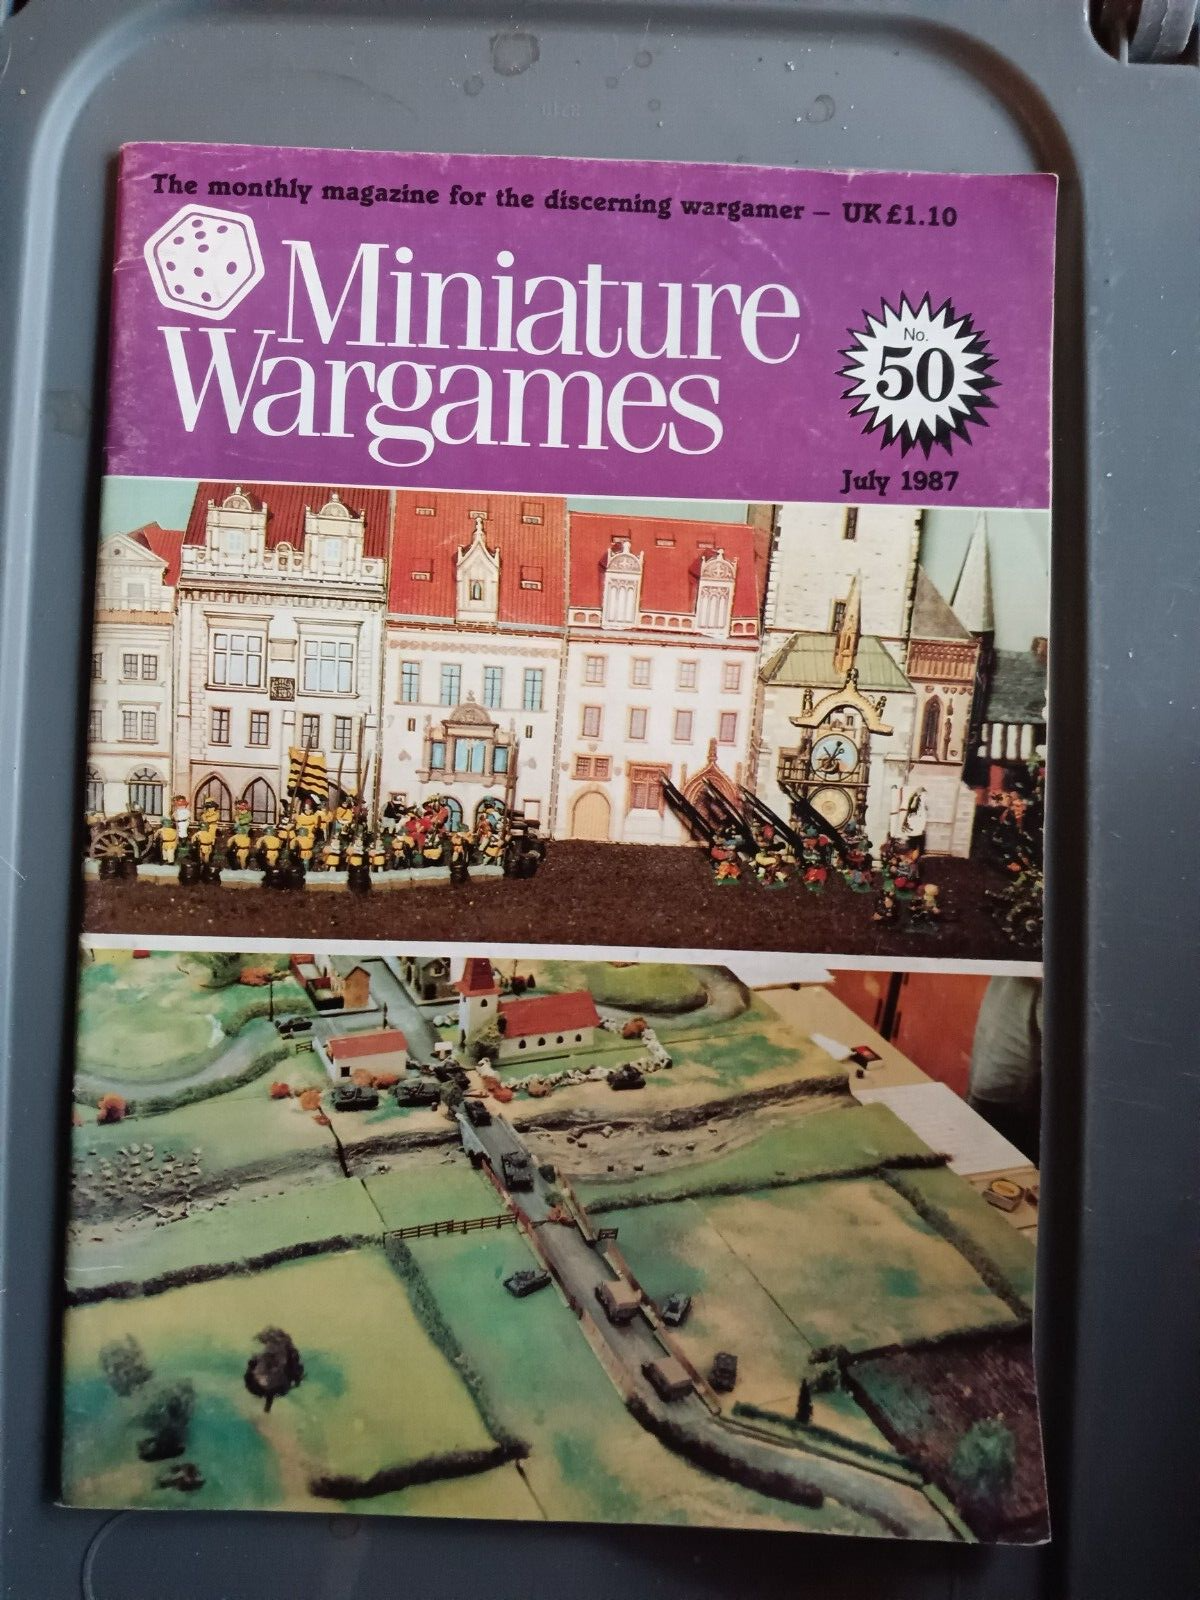 The monthly magazine for the discerning wargamer – UK £1.10
Miniature
Wargames
No.
50
July 1987